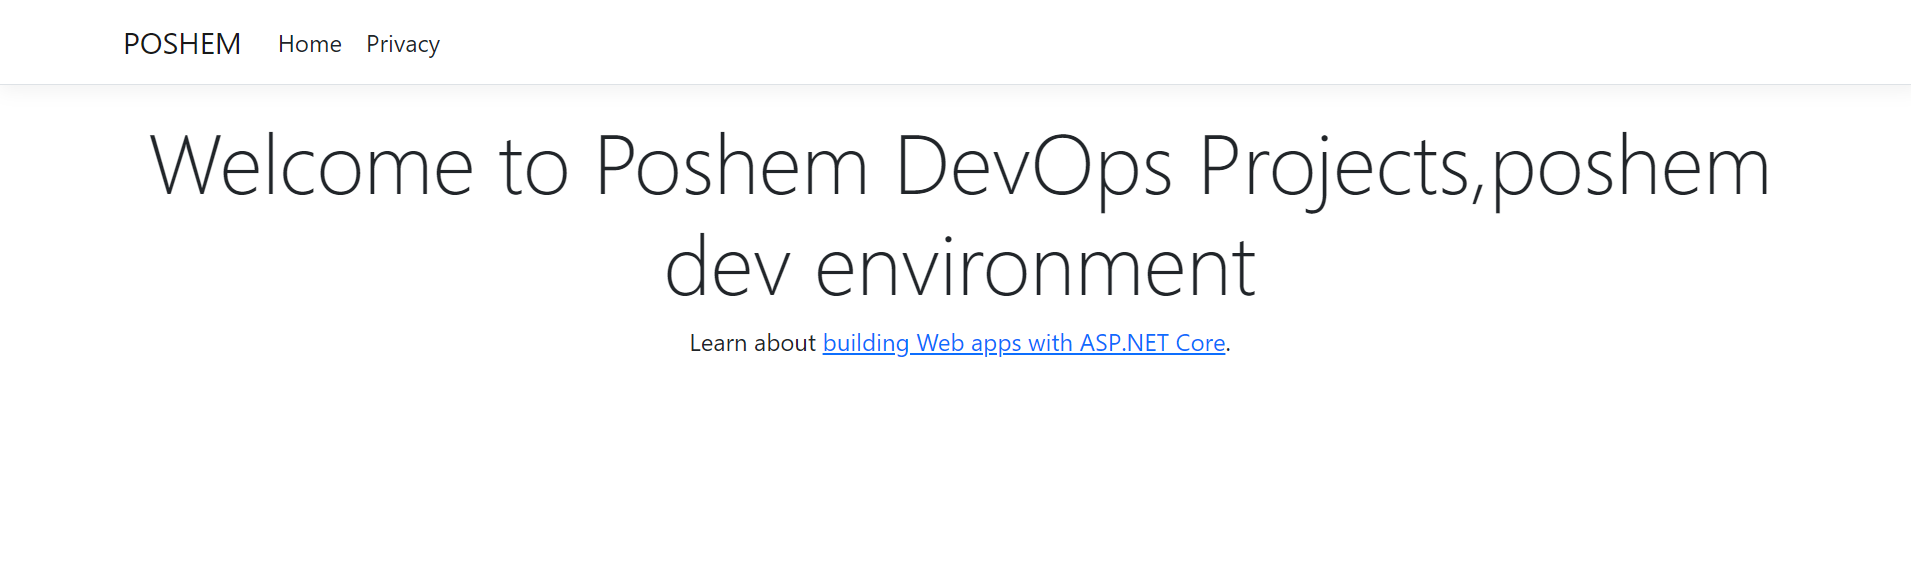 POSHEM Home Privacy
Welcome to Poshem DevOps Projects,poshem
dev environment
Learn about building Web apps with ASP.NET Core.